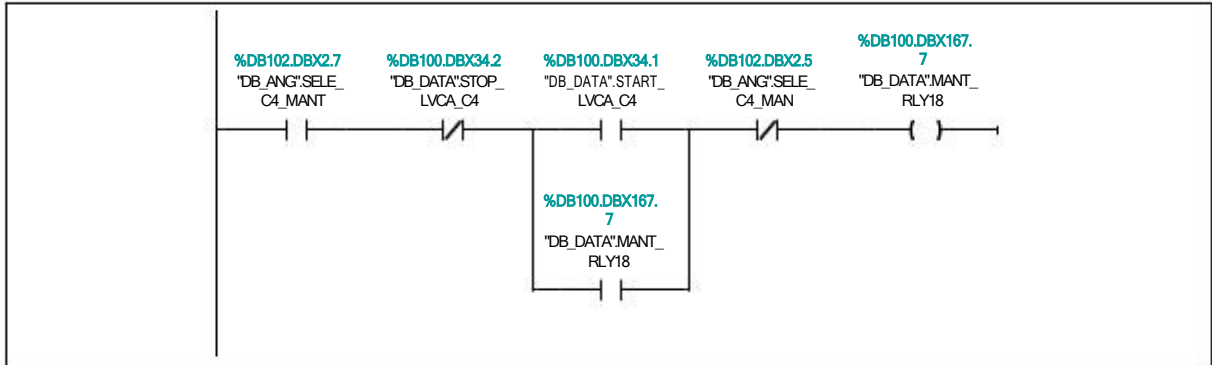 %DB102.DBX2.7
"DB_ANG".SELE_
C4_MANT
%DB100.DBX34.2
"DB_DATA".STOP_
LVCA_C4
%DB100.DBX34.1
"DB_DATA".START_
LVCA_C4
%DB102.DBX2.5
"DB_ANG".SELE_
C4_MAN
%DB100.DBX167.
7
"DB_DATA".MANT_
RLY18
%DB100.DBX167.
7
"DB_DATA".MANT_
RLY18